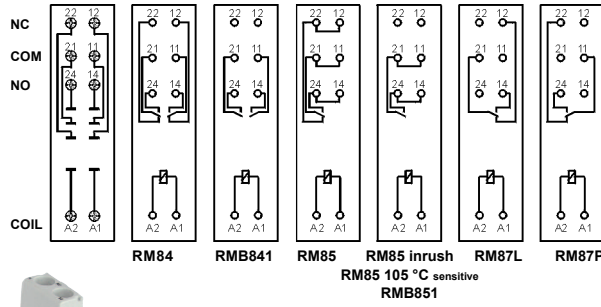 22 12 22 12 22 12 22 12 22 12 22 12 22 12
NC
COM 21 11 21 11 21 11 21 11 21 11 21 11 21 11
NO 24 14 24 14 24 14 24 14 24 14 24 14 24 14
COIL A2 A1 A2 A1 A2 A1 A2 A1 A2 A1 A2 A1 A2 A1
RM84 RMB841 RM85 RM85 inrush RM87L RM87P
RM85 105 °C sensitive
RMB851